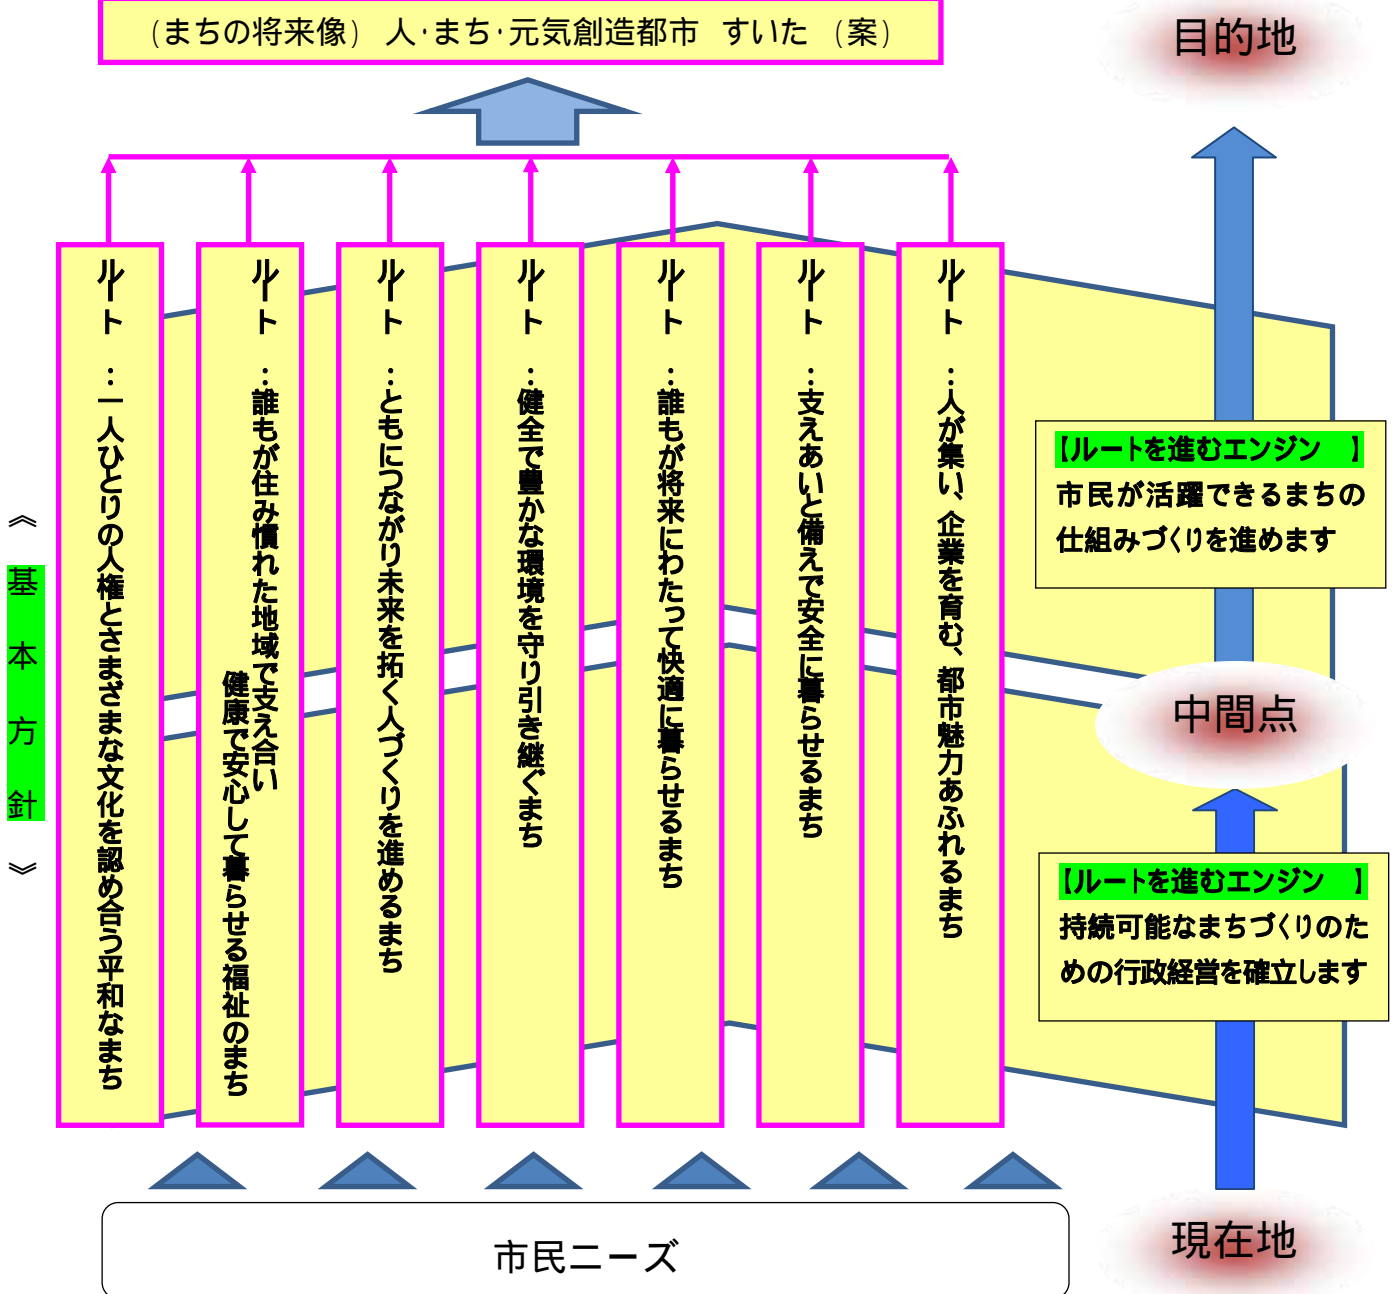 （まちの将来像） 人・まち・元気創造都市 すいた （案）
目的地
ルート ：一人ひとりの人権とさまざまな文化を認め合う平和なまち
ルート ：誰もが住み慣れた地域で支え合い
健康で安心して暮らせる福祉のまち
ルート ：ともにつながり未来を拓く人づくりを進めるまち
ルート ：健全で豊かな環境を守り引き継ぐまち
ルート ：誰もが将来にわたって快適に暮らせるまち
ルート ：支えあいと備えで安全に暮らせるまち
ルート ：人が集い、企業を育む、都市魅力あふれるまち
《 基本方針 》
【ルートを進むエンジン　】
市民が活躍できるまちの
仕組みづくりを進めます
中間点
【ルートを進むエンジン　】
持続可能なまちづくりのた
めの行政経営を確立します
市民ニーズ
現在地